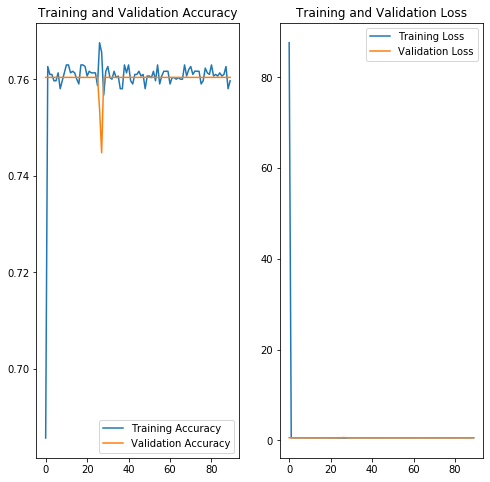 Training and Validation Accuracy
0.76
0.74
0.72
0.70
Training Accuracy
Validation Accuracy
0 20 40 60 80
Training and Validation Loss
Training Loss
Validation Loss
80
60
40
20
0
0 20 40 60 80